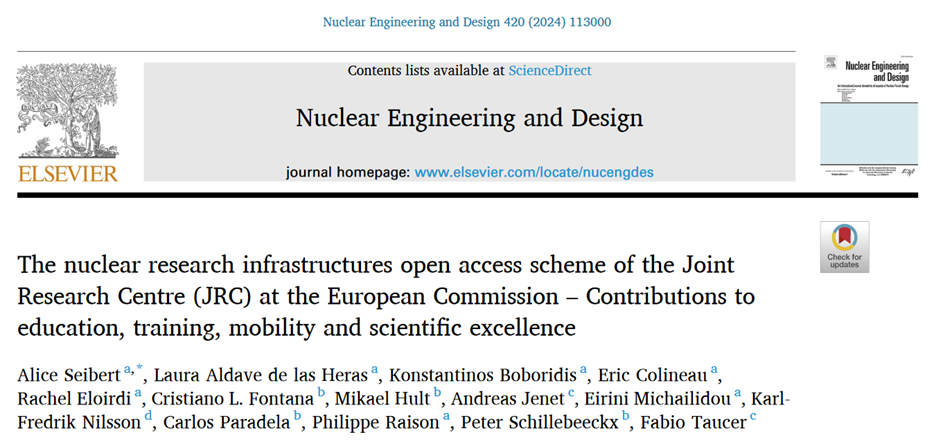 Nuclear Engineering and Design 420 (2024) 113000
Contents lists available at ScienceDirect
Nuclear Engineering and Design
journal homepage: www.elsevier.com/locate/nucengdes
ELSEVIER
Nuclear Engineering
and Design
Check for
updates
The nuclear research infrastructures open access scheme of the Joint
Research Centre (JRC) at the European Commission – Contributions to
education, training, mobility and scientific excellence
Alice Seibert a,*, Laura Aldave de las Heras a, Konstantinos Boboridis a, Eric Colineau a,
Rachel Eloirdi a, Cristiano L. Fontana b, Mikael Hult b, Andreas Jenet c, Eirini Michailidou a, Karl-
Fredrik Nilsson d, Carlos Paradela b, Philippe Raison a, Peter Schillebeeckx b, Fabio Taucer c